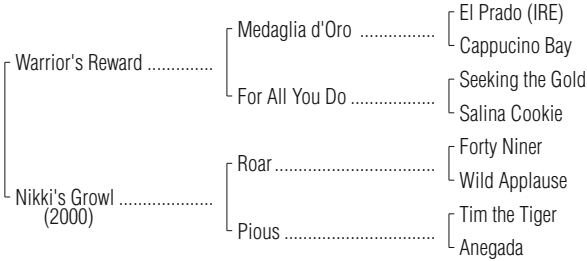 El Prado (IRE)
Medaglia d'Oro ................
Cappucino Bay
Warrior's Reward ..............
Seeking the Gold
For All You Do ..................
Salina Cookie
Forty Niner
Roar..................................
Wild Applause
Nikki's Growl ....................
(2000)
Tim the Tiger
Pious ................................
Anegada